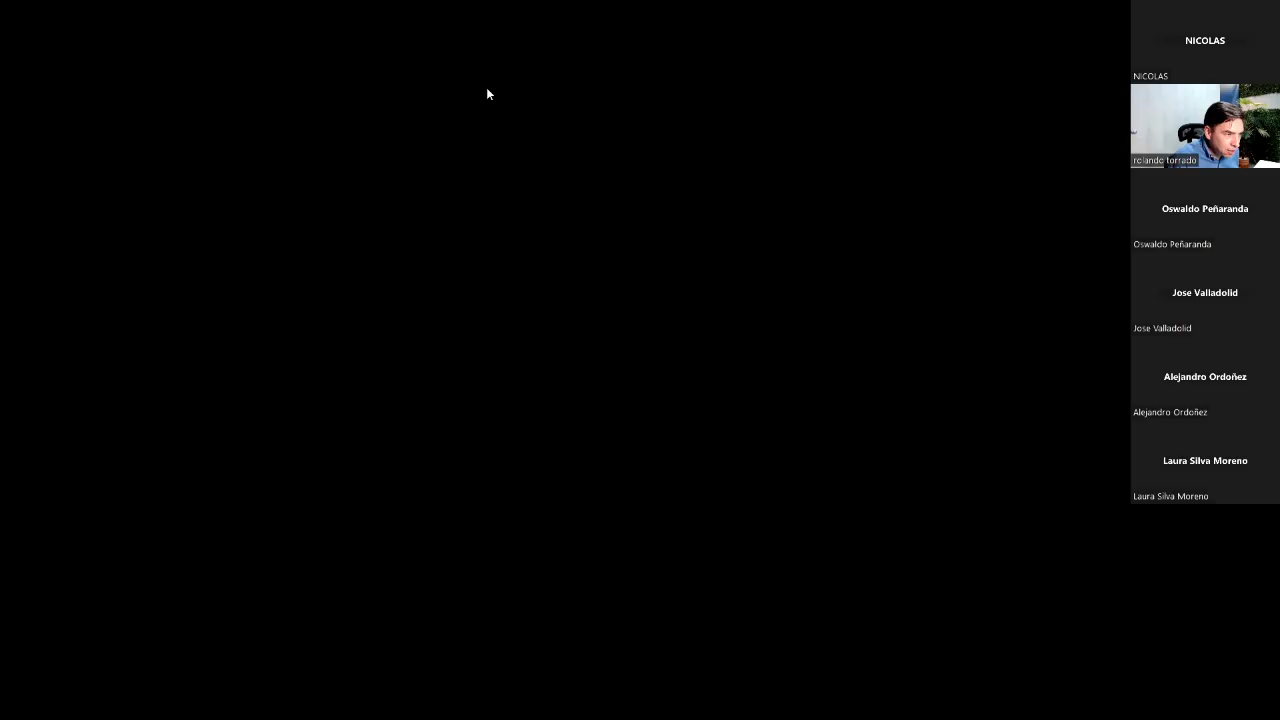 NICOLAS
NICOLAS
rolando torrado
Oswaldo Peñaranda
Oswaldo Peñaranda
Jose Valladolid
Jose Valladolid
Alejandro Ordoñez
Alejandro Ordoñez
Laura Silva Moreno
Laura Silva Moreno